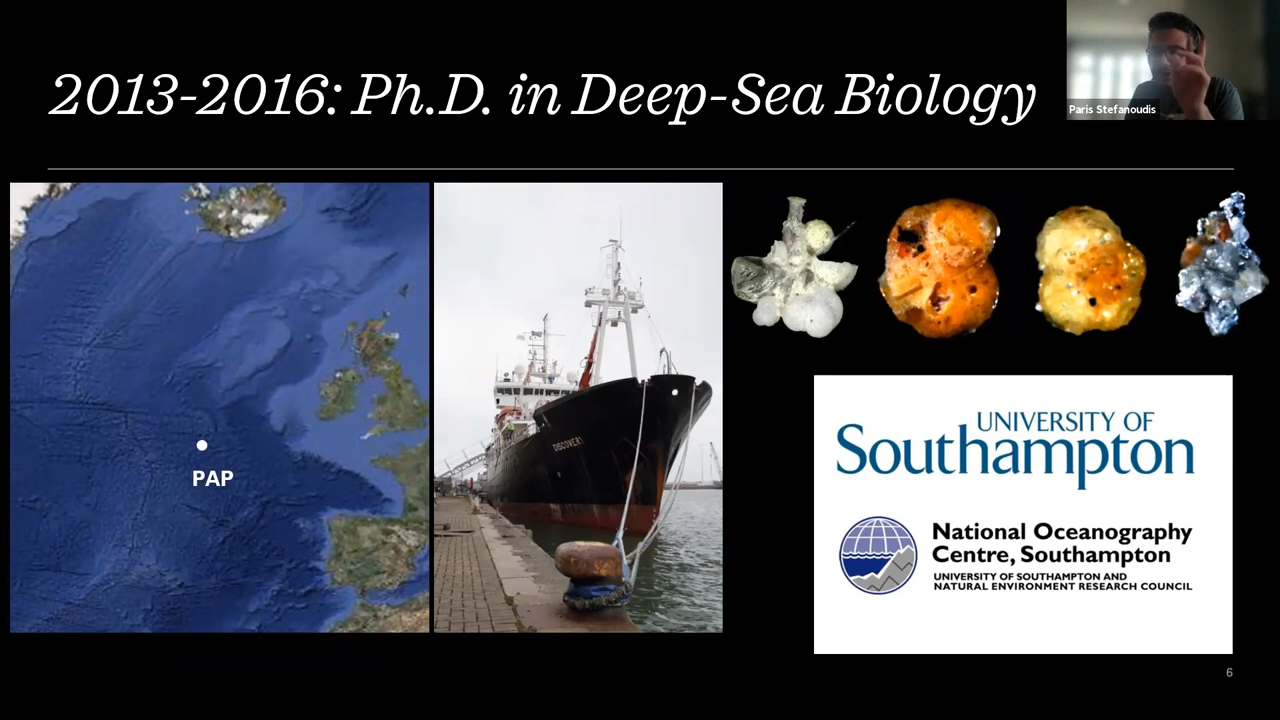 2013-2016: Ph.D. in Deep-Sea Biology
Paris Stefanoudis
PAP
DISCOVERY
UNIVERSITY OF
Southampton
National Oceanography
Centre, Southampton
UNIVERSITY OF SOUTHAMPTON AND
NATURAL ENVIRONMENT RESEARCH COUNCIL
6